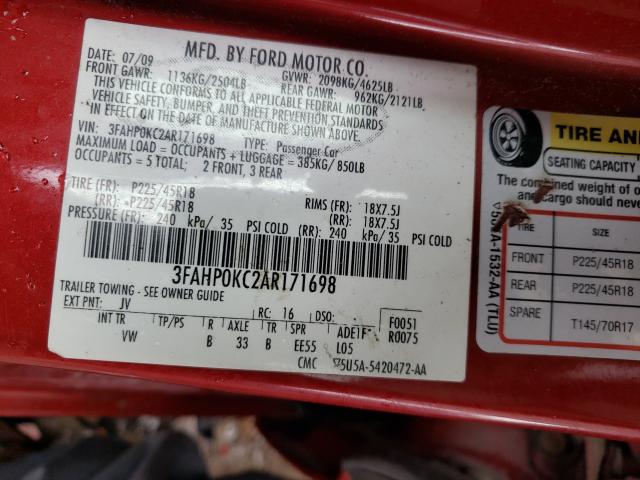 MFD. BY FORD MOTOR CO.
DATE: 07/09
GVWR: 2098KG/4625LB
FRONT GAWR: 1136KG/2504LB
REAR GAWR: 962KG/2121LB
THIS VEHICLE CONFORMS TO ALL APPLICABLE FEDERAL MOTOR
VEHICLE SAFETY, BUMPER, AND THEFT PREVENTION STANDARDS
IN EFFECT ON THE DATE OF MANUFACTURE SHOWN ABOVE.
VIN: 3FAHP0KC2AR171698 TYPE: Passenger Car
MAXIMUM LOAD = OCCUPANTS + LUGGAGE = 385KG/850LB
OCCUPANTS = 5 TOTAL: 2 FRONT, 3 REAR
TIRE (FR): P225/45R18 RIMS (FR): 18X7.5J
(RR): P225/45R18 (RR): 18X7.5J
PRESSURE (FR): 240 kPa/ 35 PSI COLD (RR): 240 kPa/ 35 PSI COLD
3FAHP0KC2AR171698
TRAILER TOWING - SEE OWNER GUIDE
EXT PNT: JV RC: 16 DSO: F0051
INT TR TP/PS R AXLE TR SPR ADE1F R0075
VW B 33 B EE55 L05
CMC 5U5A-5420472-AA
TIRE AN
SEATING CAPACITY
The combined weight of
and cargo should never
TIRE SIZE
FRONT P225/45R18
REAR P225/45R18
SPARE T145/70R17
1532-AA (TLU)